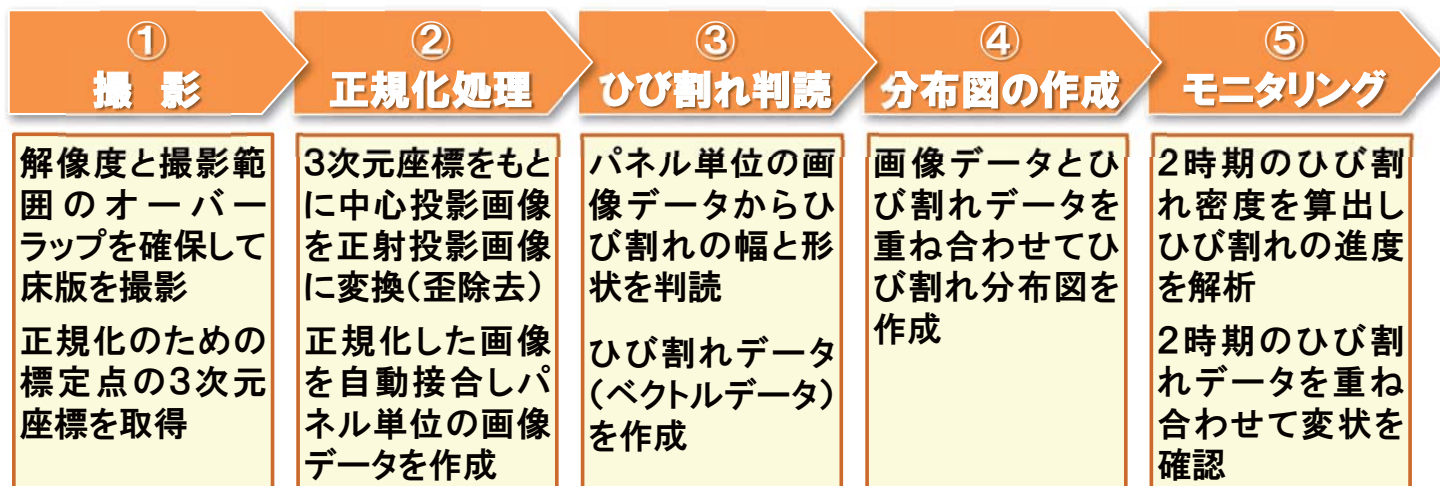 ①
撮 影
解像度と撮影範
囲のオーバー
ラップを確保して
床版を撮影
正規化のための
標定点の3次元
座標を取得
②
正規化処理
3次元座標をもと
に中心投影画像
を正射投影画像
に変換(歪除去)
正規化した画像
を自動接合しパ
ネル単位の画像
データを作成
③
ひび割れ判読
パネル単位の画
像データからひ
び割れの幅と形
状を判読
ひび割れデータ
(ベクトルデータ)
を作成
④
分布図の作成
画像データとひ
び割れデータを
重ね合わせてひ
び割れ分布図を
作成
⑤
モニタリング
2時期のひび割
れ密度を算出し
ひび割れの進度
を解析
2時期のひび割
れデータを重ね
合わせて変状を
確認